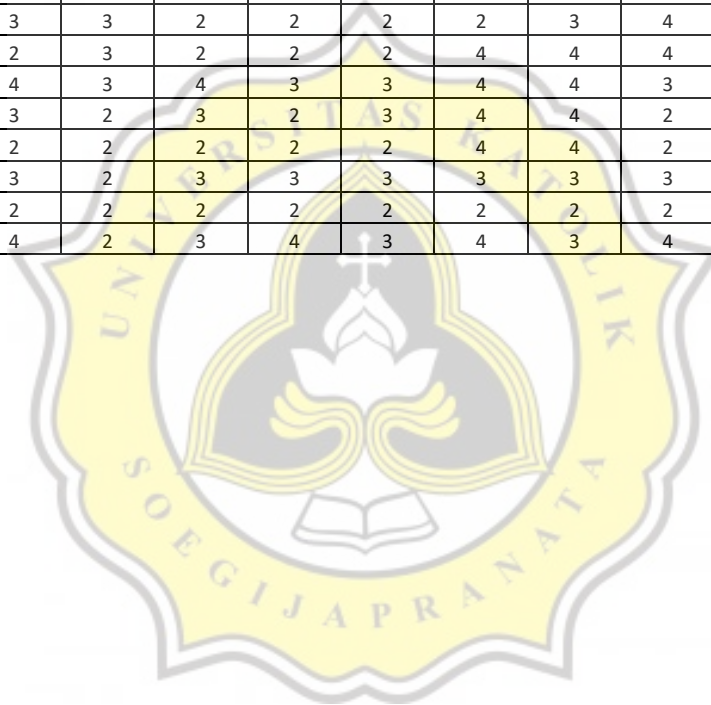 3 3 2 2 2 2 3 4
2 3 2 2 2 4 4 4
4 3 4 3 3 4 4 3
3 2 3 2 3 4 4 2
2 2 2 2 2 4 4 2
3 2 3 3 3 3 3 3
2 2 2 2 2 2 2 2
4 2 3 4 3 4 3 4
UNIVERSITAS KATOLIK
SOEGIJAPRANATA